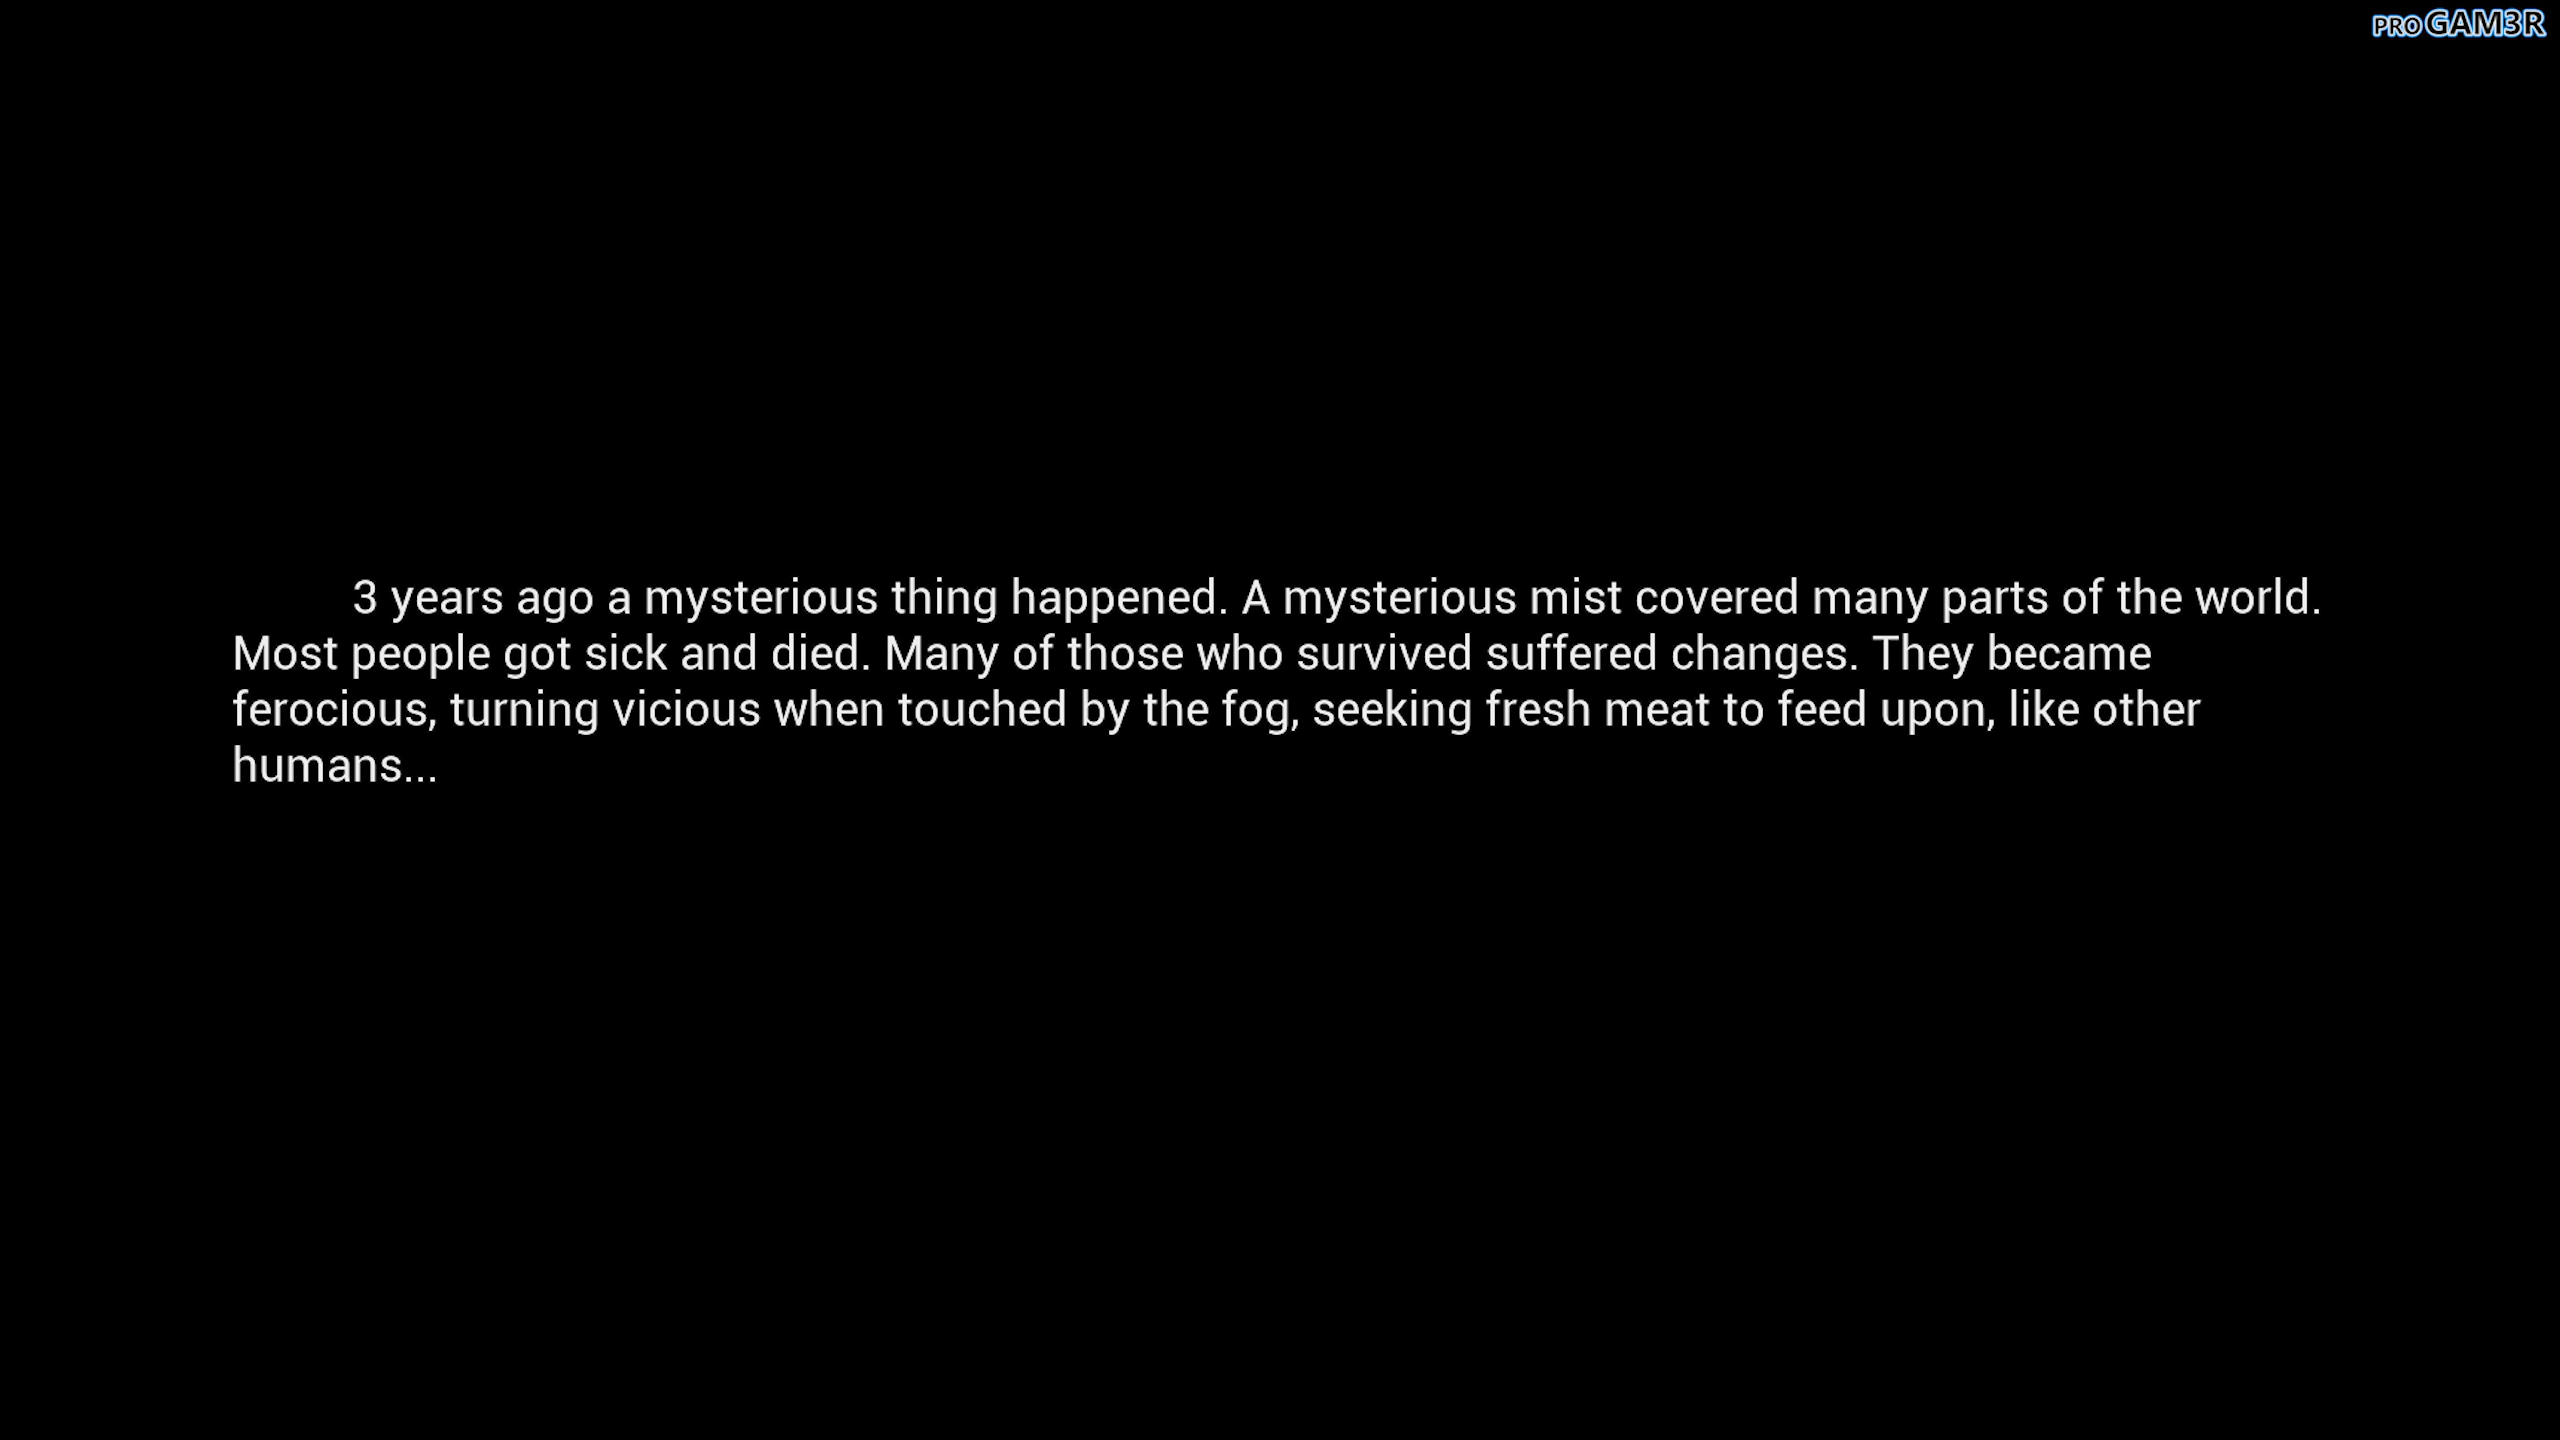 PRO GAM3R
3 years ago a mysterious thing happened. A mysterious mist covered many parts of the world.
Most people got sick and died. Many of those who survived suffered changes. They became
ferocious, turning vicious when touched by the fog, seeking fresh meat to feed upon, like other
humans...